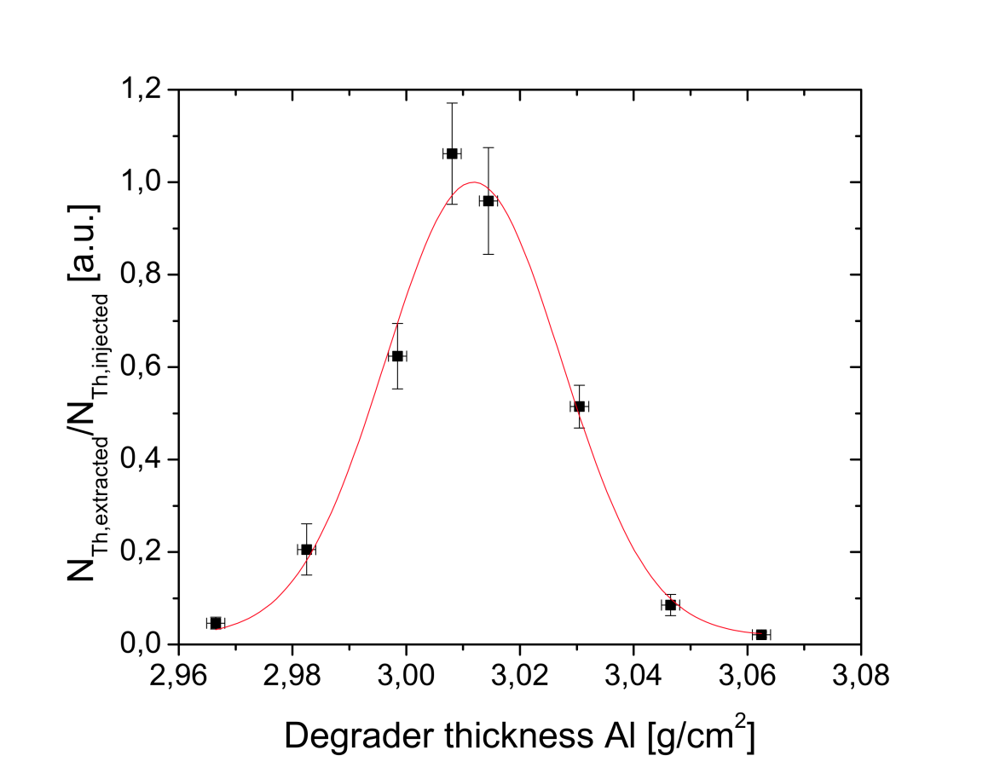 1,2
1,0
0,8
0,6
0,4
0,2
0,0
N_Th,extracted/N_Th,injected [a.u.]
2,96 2,98 3,00 3,02 3,04 3,06 3,08
Degrader thickness Al [g/cm²]